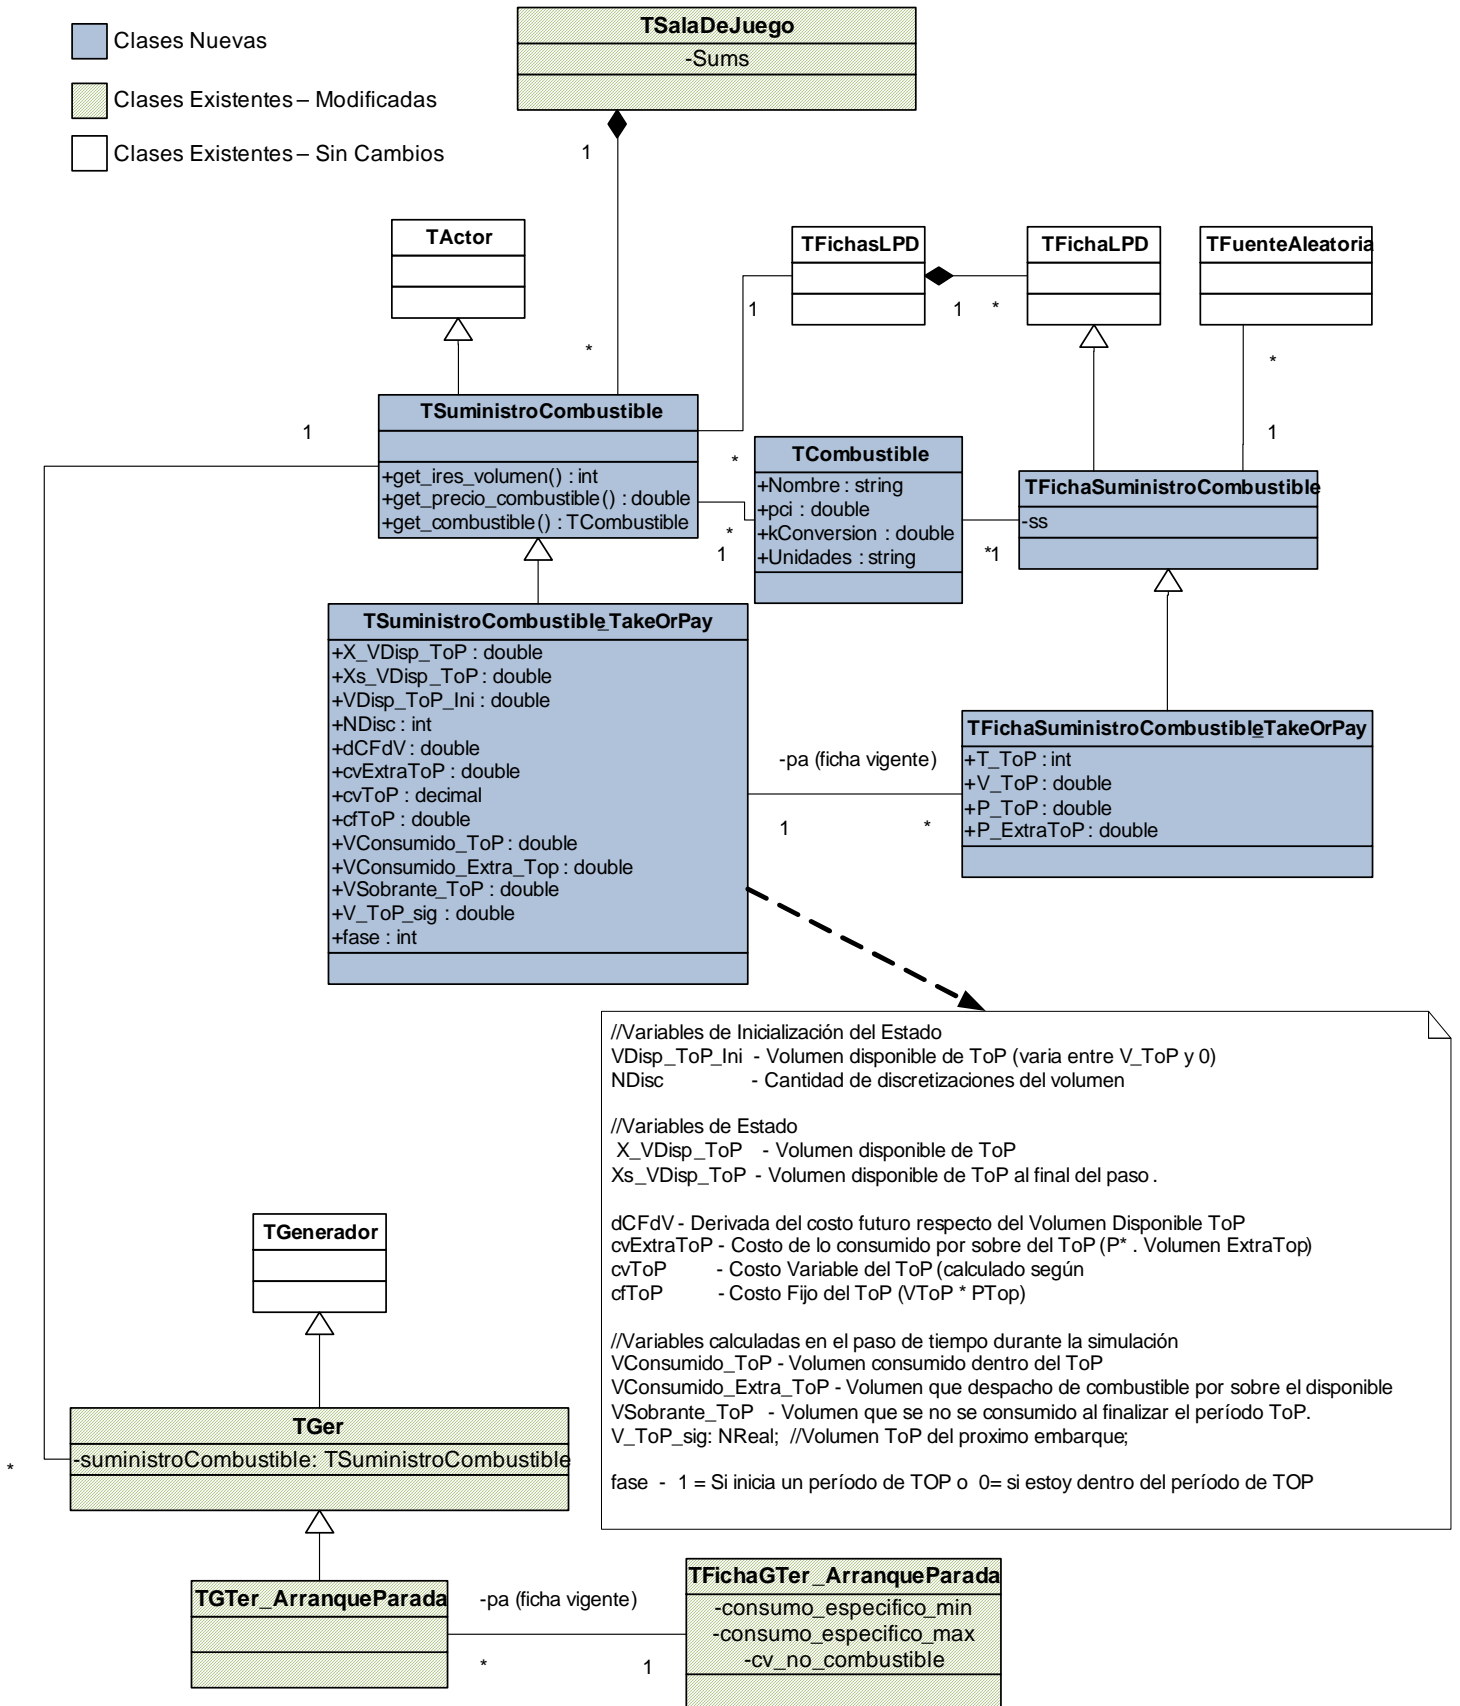 TSalaDeJuego
-Sums
Clases Nuevas
Clases Existentes – Modificadas
Clases Existentes – Sin Cambios
1
*
TActor
TFichasLPD
TFichaLPD
TFuenteAleatoria
1
1
*
*
1
TSuministroCombustible
+get_ires_volumen() : int
+get_precio_combustible() : double
+get_combustible() : TCombustible
1
*
*
1
TCombustible
+Nombre : string
+pci : double
+kConversion : double
+Unidades : string
*1
TFichaSuministroCombustible
-ss
TSuministroCombustible_TakeOrPay
+X_VDisp_ToP : double
+Xs_VDisp_ToP : double
+VDisp_ToP_Ini : double
+NDisc : int
+dCFdV : double
+cvExtraToP : double
+cvToP : decimal
+cfToP : double
+VConsumido_ToP : double
+VConsumido_Extra_Top : double
+VSobrante_ToP : double
+V_ToP_sig : double
+fase : int
-pa (ficha vigente)
1
*
TFichaSuministroCombustible_TakeOrPay
+T_ToP : int
+V_ToP : double
+P_ToP : double
+P_ExtraToP : double
//Variables de Inicialización del Estado
VDisp_ToP_Ini - Volumen disponible de ToP (varia entre V_ToP y 0)
NDisc - Cantidad de discretizaciones del volumen
//Variables de Estado
X_VDisp_ToP - Volumen disponible de ToP
Xs_VDisp_ToP - Volumen disponible de ToP al final del paso.
dCFdV - Derivada del costo futuro respecto del Volumen Disponible ToP
cvExtraToP - Costo de lo consumido por sobre del ToP (P* . Volumen ExtraTop)
cvToP - Costo Variable del ToP (calculado según
cfToP - Costo Fijo del ToP (VToP * PTop)
//Variables calculadas en el paso de tiempo durante la simulación
VConsumido_ToP - Volumen consumido dentro del ToP
VConsumido_Extra_ToP - Volumen que despacho de combustible por sobre el disponible
VSobrante_ToP - Volumen que se no se consumido al finalizar el período ToP.
V_ToP_sig: NReal; //Volumen ToP del proximo embarque;
fase - 1 = Si inicia un período de TOP o 0= si estoy dentro del período de TOP
TGenerador
TGer
-suministroCombustible: TSuministroCombustible
*
TGTer_ArranqueParada
-pa (ficha vigente)
*
1
TFichaGTer_ArranqueParada
-consumo_especifico_min
-consumo_especifico_max
-cv_no_combustible